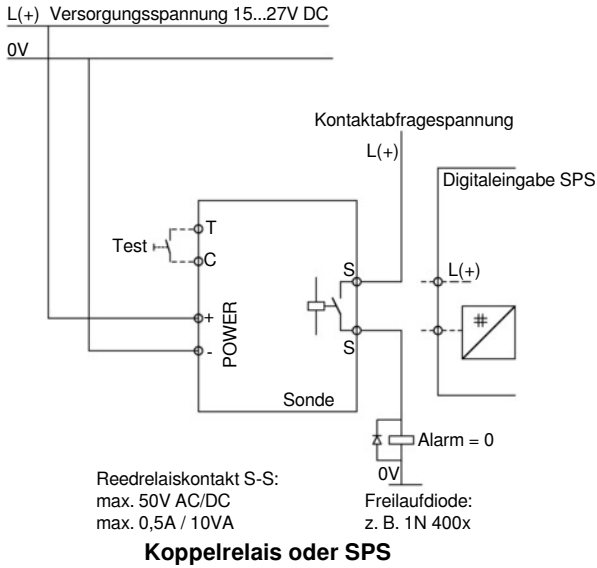 L(+) Versorgungsspannung 15...27V DC
0V
Kontaktabfragespannung
L(+)
Digitaleingabe SPS
T
Test
C
S
L(+)
+
POWER
-
#
S
Sonde
Alarm = 0
0V
Reedrelaiskontakt S-S:
max. 50V AC/DC
max. 0,5A / 10VA
Freilaufdiode:
z. B. 1N 400x
Koppelrelais oder SPS